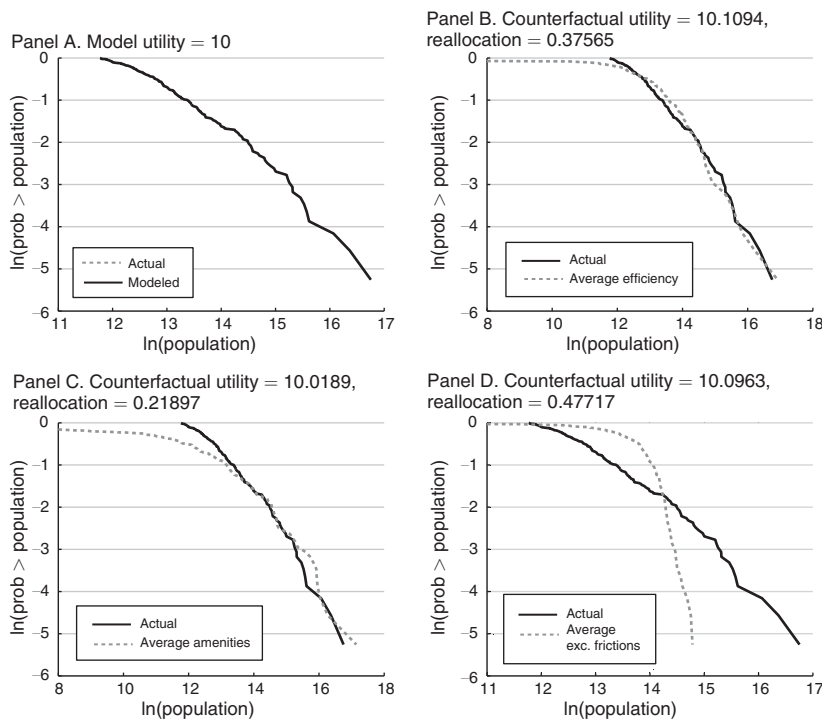 Panel A. Model utility = 10
ln(prob > population)
0
−1
−2
−3
−4
−5
−6
Actual
Modeled
11 12 13 14 15 16 17
ln(population)
Panel B. Counterfactual utility = 10.1094,
reallocation = 0.37565
ln(prob > population)
0
−1
−2
−3
−4
−5
−6
Actual
Average efficiency
8 10 12 14 16 18
ln(population)
Panel C. Counterfactual utility = 10.0189,
reallocation = 0.21897
ln(prob > population)
0
−1
−2
−3
−4
−5
−6
Actual
Average amenities
8 10 12 14 16 18
ln(population)
Panel D. Counterfactual utility = 10.0963,
reallocation = 0.47717
ln(prob > population)
0
−1
−2
−3
−4
−5
−6
Actual
Average
exc. frictions
11 12 13 14 15 16 17
ln(population)